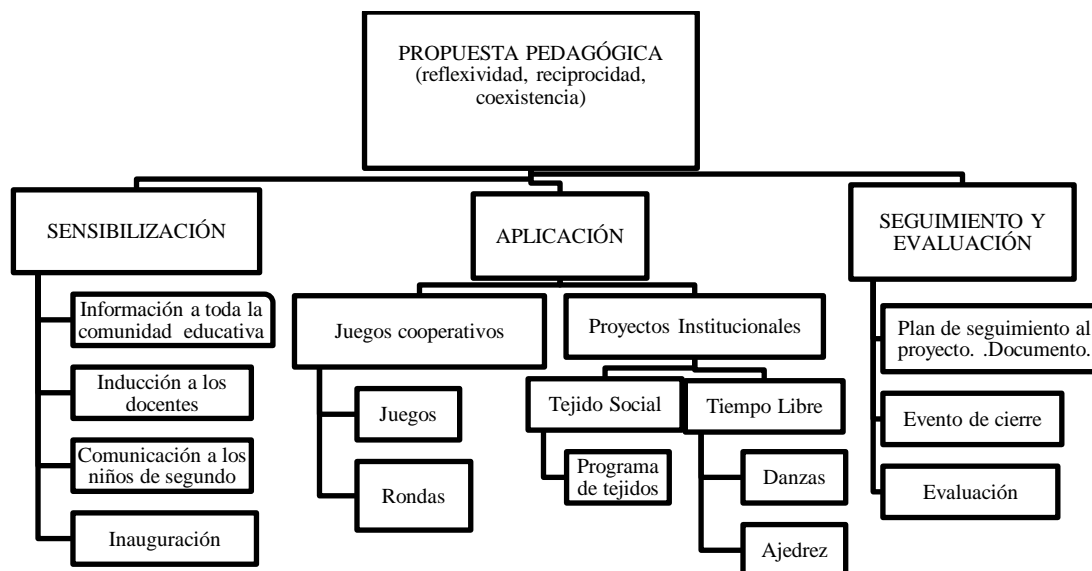 PROPUESTA PEDAGÓGICA
(reflexividad, reciprocidad,
coexistencia)
SENSIBILIZACIÓN
Información a toda la
comunidad educativa
Inducción a los
docentes
Comunicación a los
niños de segundo
Inauguración
APLICACIÓN
Juegos cooperativos
Juegos
Rondas
Proyectos Institucionales
Tejido Social
Programa
de tejidos
Tiempo Libre
Danzas
Ajedrez
SEGUIMIENTO Y
EVALUACIÓN
Plan de seguimiento al
proyecto. .Documento.
Evento de cierre
Evaluación